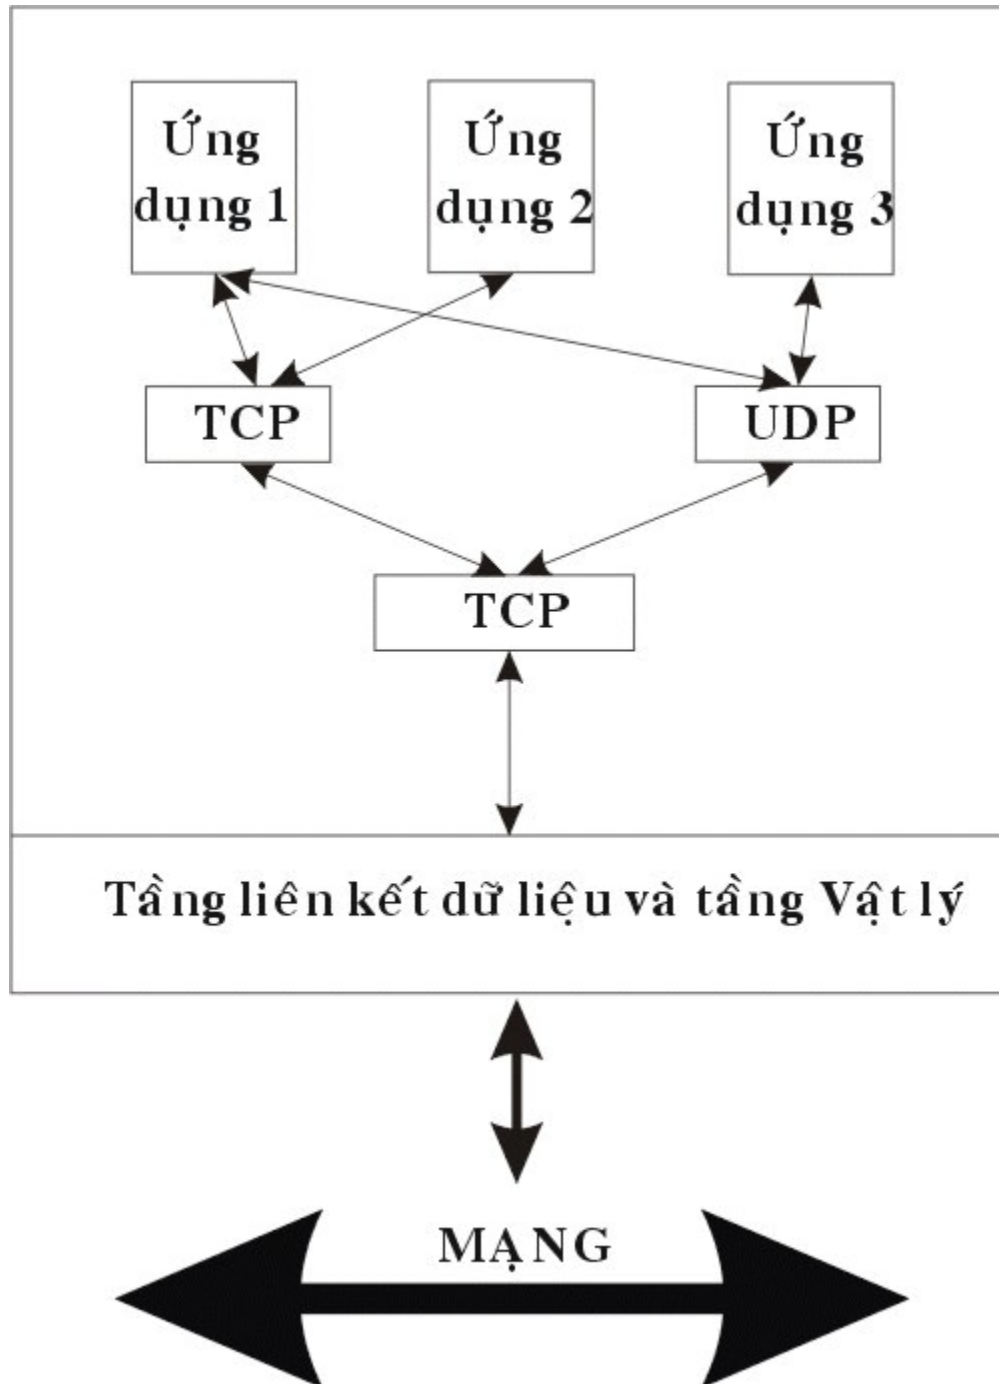 Ứng
dụng 1
Ứng
dụng 2
Ứng
dụng 3
TCP
UDP
TCP
Tầng liên kết dữ liệu và tầng Vật lý
MẠNG